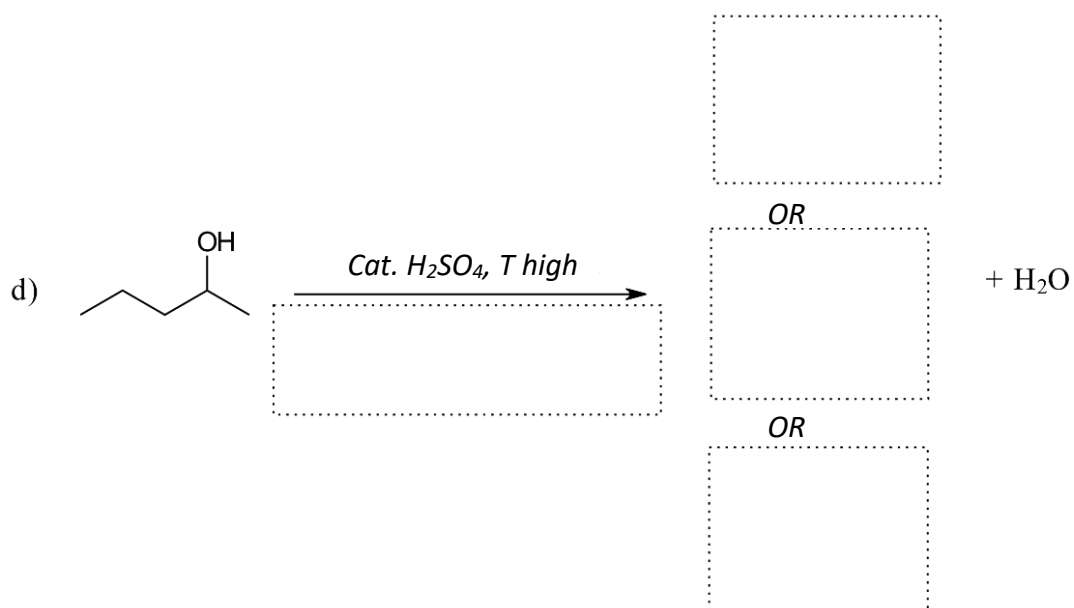 OR
OH
Cat. H₂SO₄, T high
d)
+ H₂O
OR